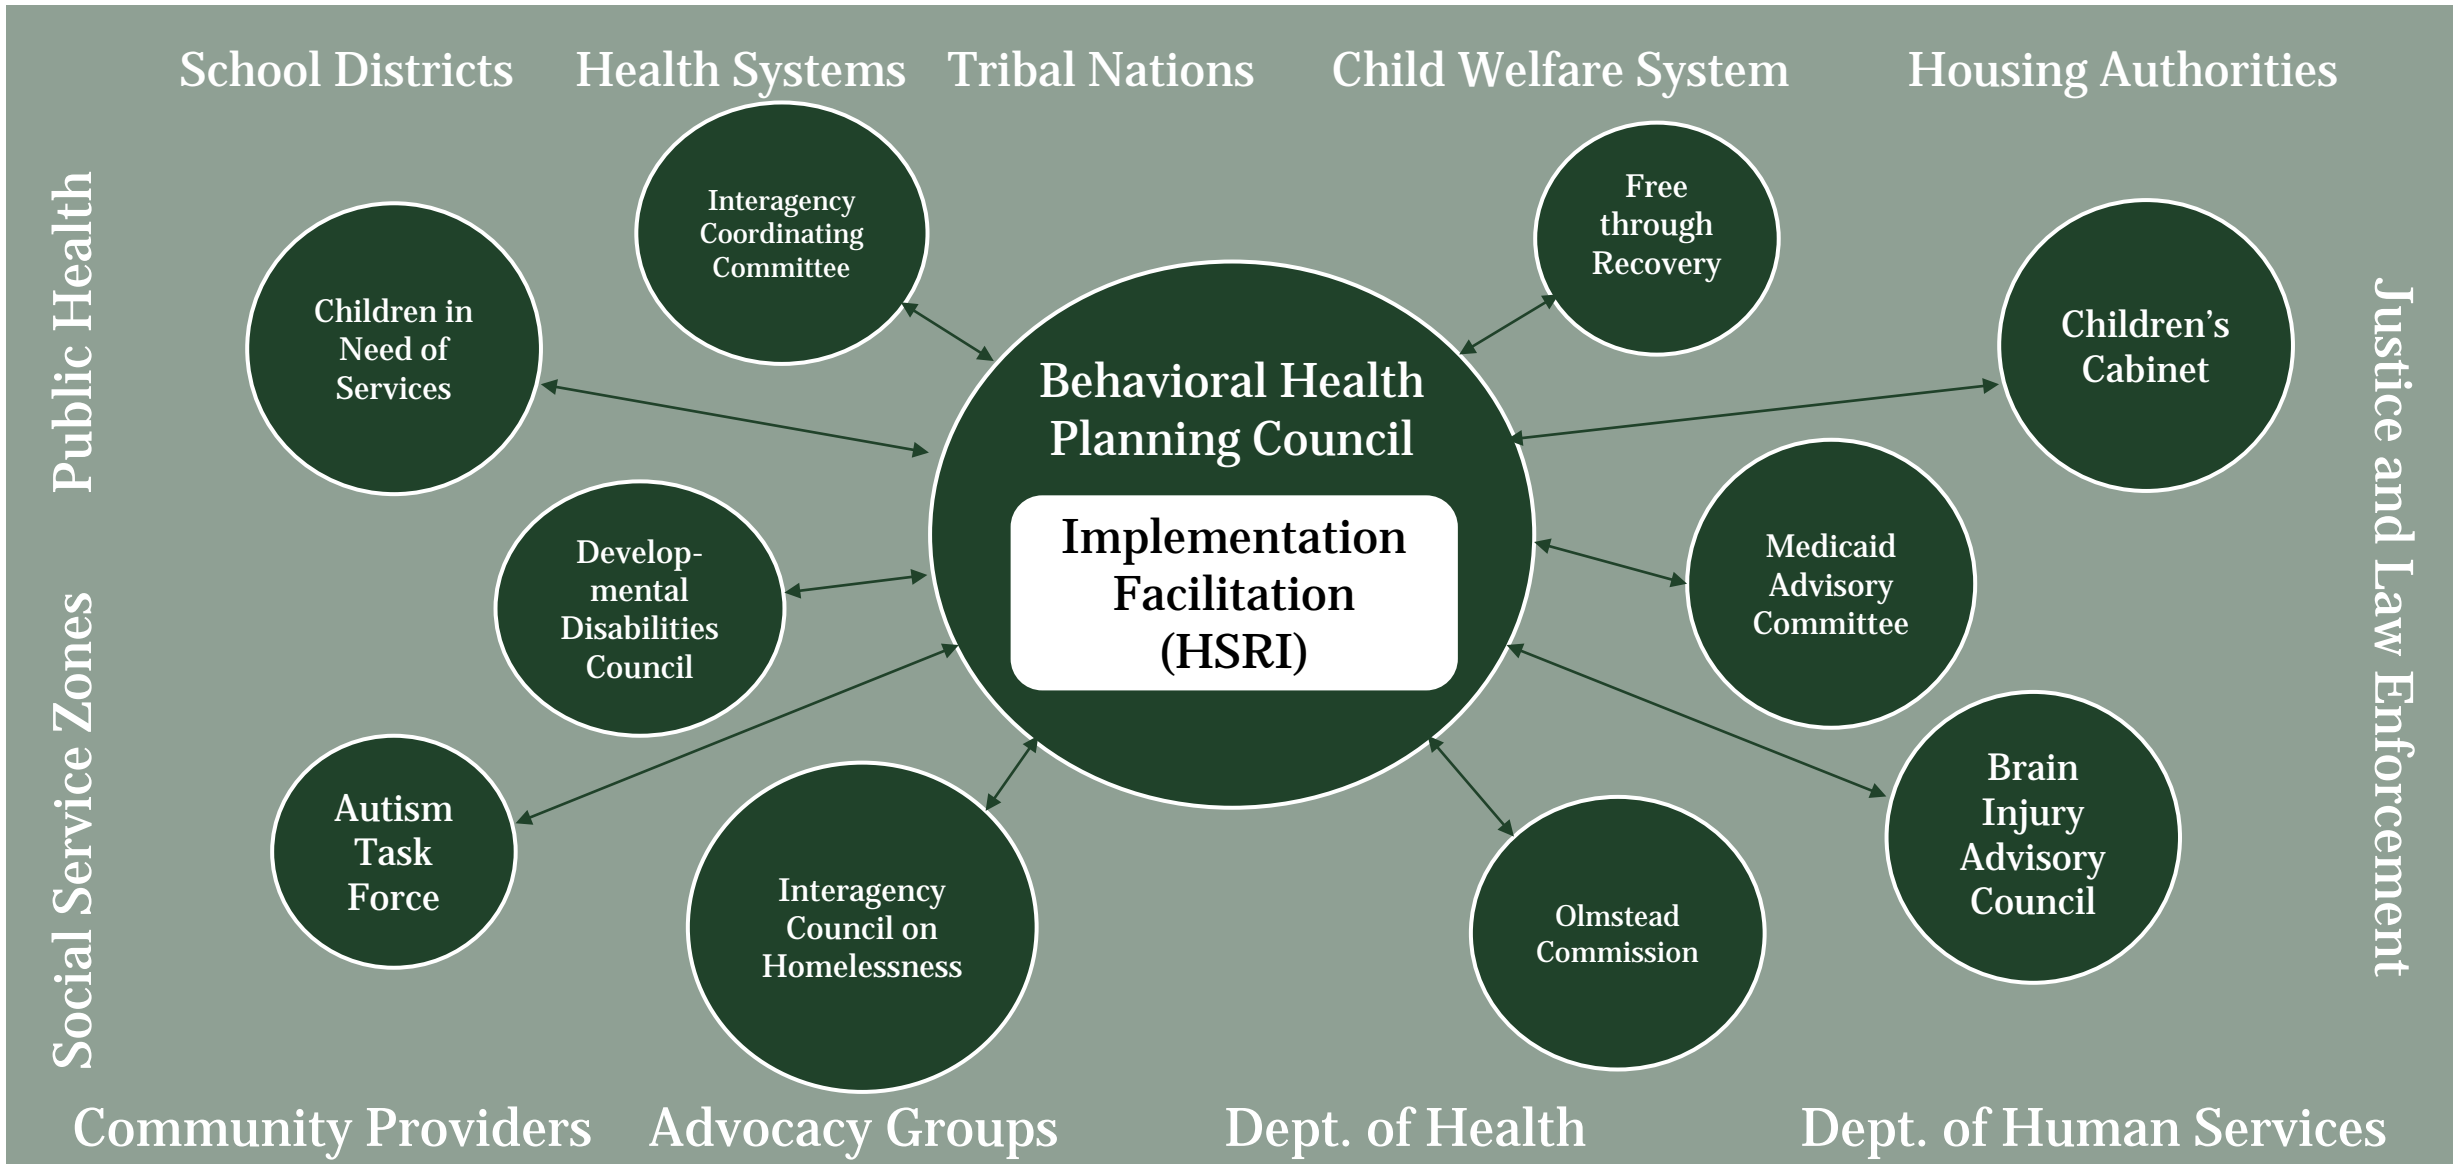 School Districts
Health Systems
Tribal Nations
Child Welfare System
Housing Authorities
Public Health
Social Service Zones
Justice and Law Enforcement
Children in
Need of
Services
Interagency
Coordinating
Committee
Free
through
Recovery
Children’s
Cabinet
Behavioral Health
Planning Council
Implementation
Facilitation
(HSRI)
Develop-
mental
Disabilities
Council
Medicaid
Advisory
Committee
Autism
Task
Force
Interagency
Council on
Homelessness
Olmstead
Commission
Brain
Injury
Advisory
Council
Community Providers
Advocacy Groups
Dept. of Health
Dept. of Human Services